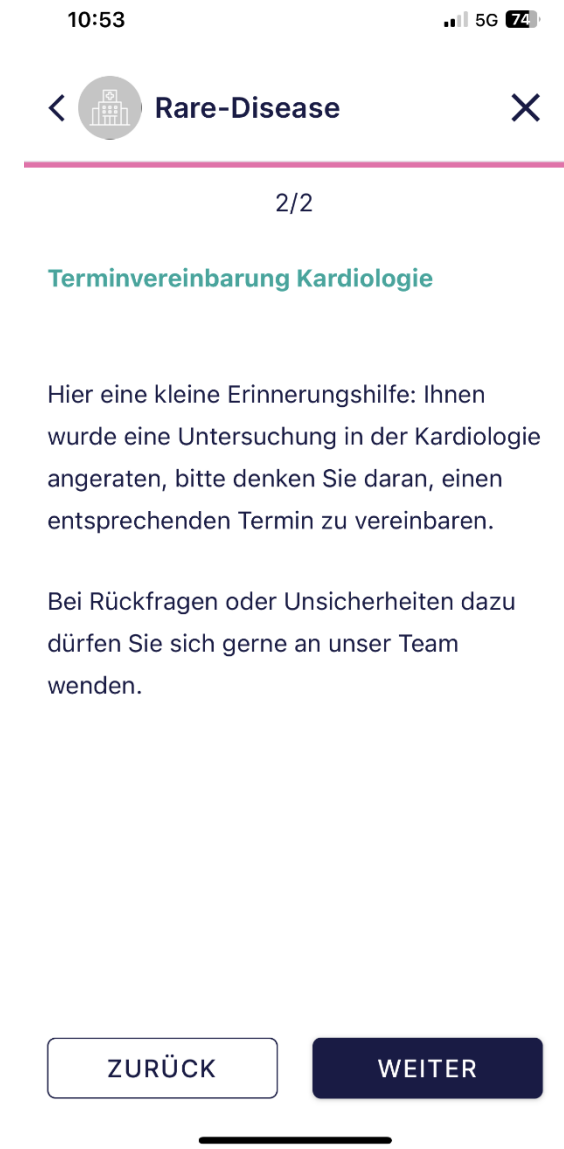 10:53 5G 74
Rare-Disease
2/2
Terminvereinbarung Kardiologie
Hier eine kleine Erinnerungshilfe: Ihnen
wurde eine Untersuchung in der Kardiologie
angeraten, bitte denken Sie daran, einen
entsprechenden Termin zu vereinbaren.
Bei Rückfragen oder Unsicherheiten dazu
dürfen Sie sich gerne an unser Team
wenden.
ZURÜCK WEITER